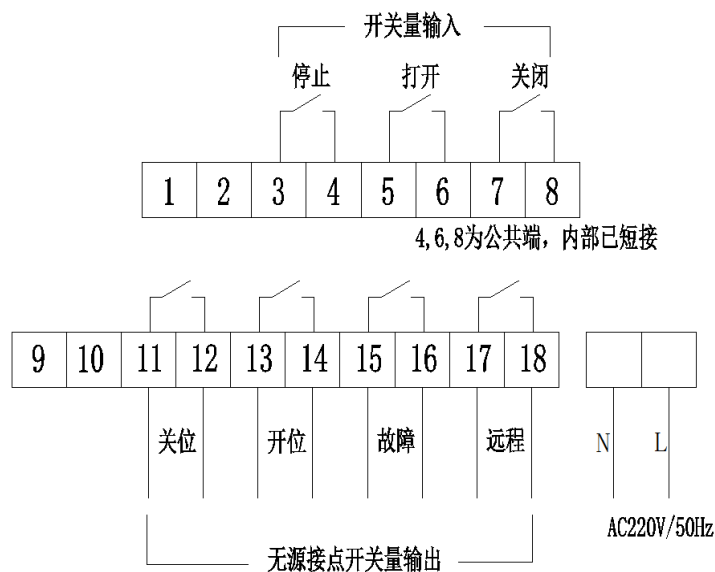 开关量输入
停止 打开 关闭
1 2 3 4 5 6 7 8
4,6,8为公共端，内部已短接
9 10 11 12 13 14 15 16 17 18
关位 开位 故障 远程 N L
AC220V/50Hz
无源接点开关量输出